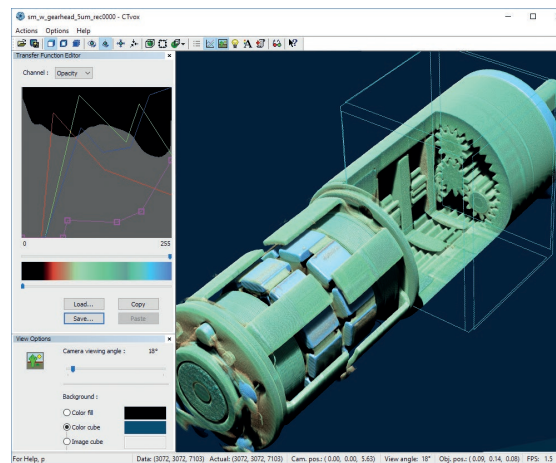 sm_w_gearhead_5um_rec0000 - CTvox
Actions Options Help
Transfer Function Editor
Channel : Opacity
0 255
Load... Copy
Save... Paste
View Options
Camera viewing angle : 18°
Background :
Color fill
Color cube
Image cube
For Help, p Data: (3072, 3072, 7103) Actual: (3072, 3072, 7103) Cam. pos.: ( 0.00, 0.00, 5.63) View angle: 18° Obj. pos.: ( 0.09, 0.14, 0.08) FPS: 1.5